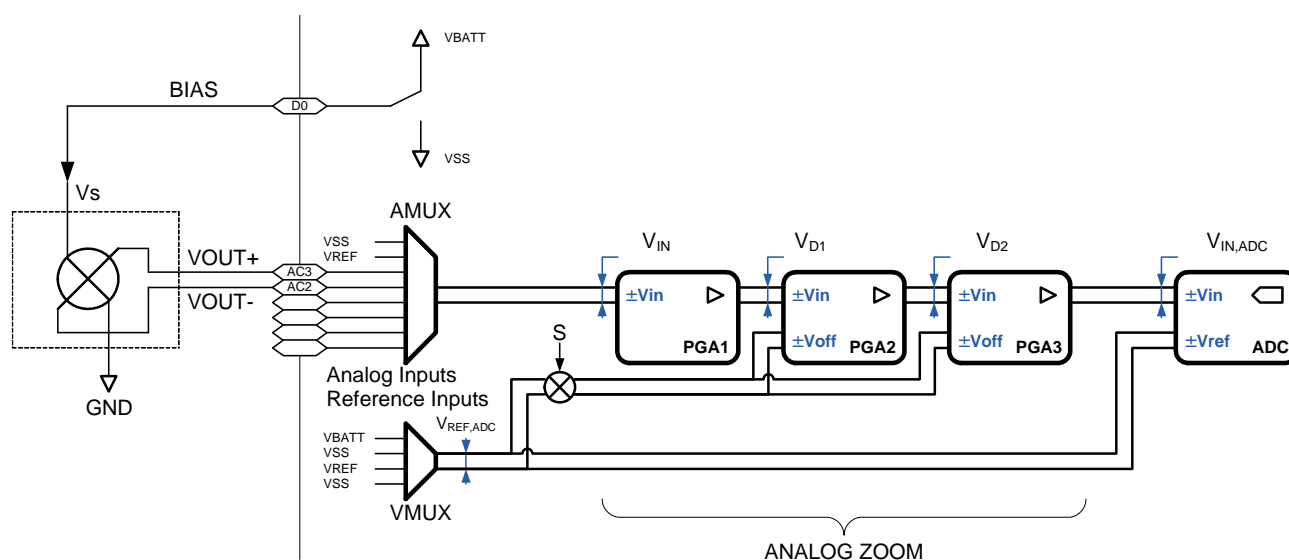 VBATT
BIAS
D0
VSS
Vs
AMUX
VOUT+
VSS
VREF
AC3
AC2
VOUT-
VIN
VD1
VD2
VIN,ADC
±Vin
PGA1
±Vin
±Voff
PGA2
±Vin
±Voff
PGA3
±Vin
±Vref
ADC
S
GND
Analog Inputs
Reference Inputs
VREF,ADC
VBATT
VSS
VREF
VSS
VMUX
ANALOG ZOOM